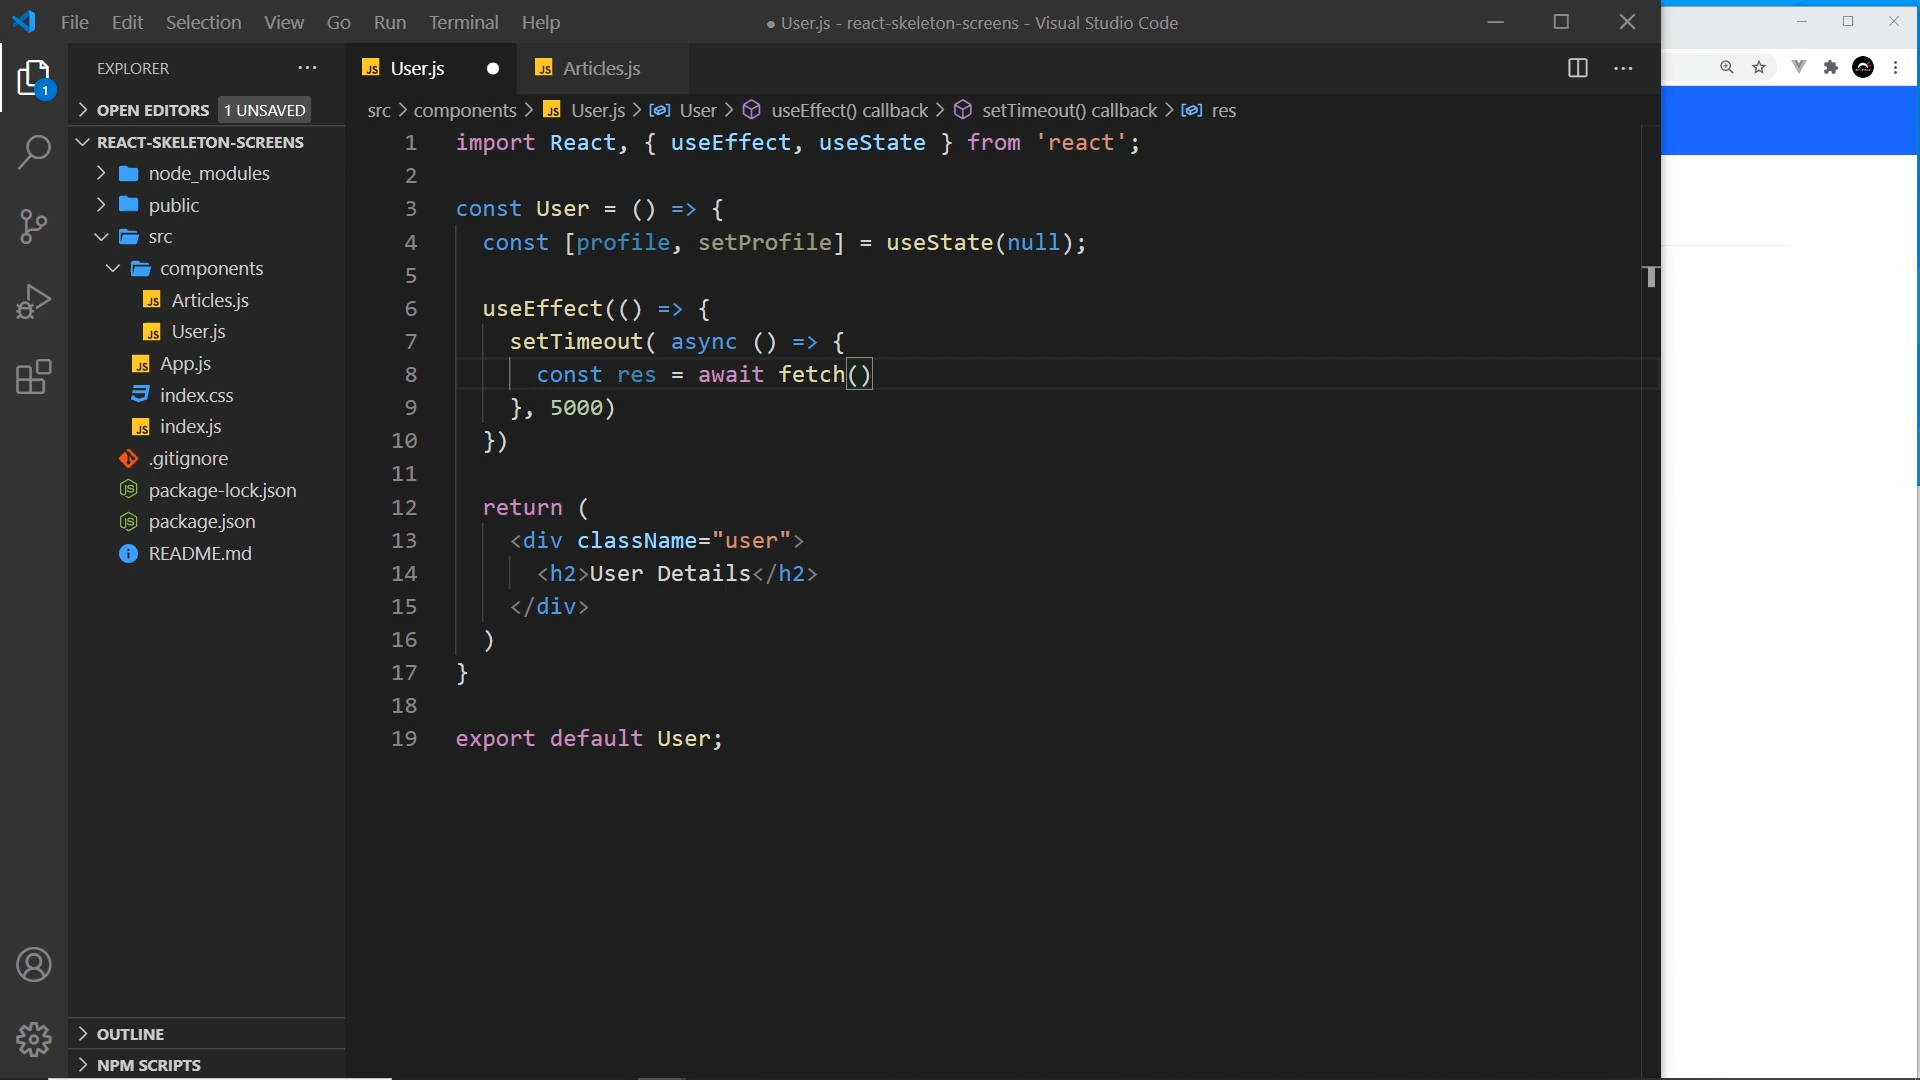 File Edit Selection View Go Run Terminal Help
● User.js - react-skeleton-screens - Visual Studio Code
EXPLORER
User.js
Articles.js
1
OPEN EDITORS 1 UNSAVED
src > components > User.js > User > useEffect() callback > setTimeout() callback > res
REACT-SKELETON-SCREENS
node_modules
public
src
components
Articles.js
User.js
App.js
index.css
index.js
.gitignore
package-lock.json
package.json
README.md
OUTLINE
NPM SCRIPTS
1 import React, { useEffect, useState } from 'react';
2
3 const User = () => {
4 const [profile, setProfile] = useState(null);
5
6 useEffect(() => {
7 setTimeout( async () => {
8 const res = await fetch()
9 }, 5000)
10 })
11
12 return (
13 <div className="user">
14 <h2>User Details</h2>
15 </div>
16 )
17 }
18
19 export default User;